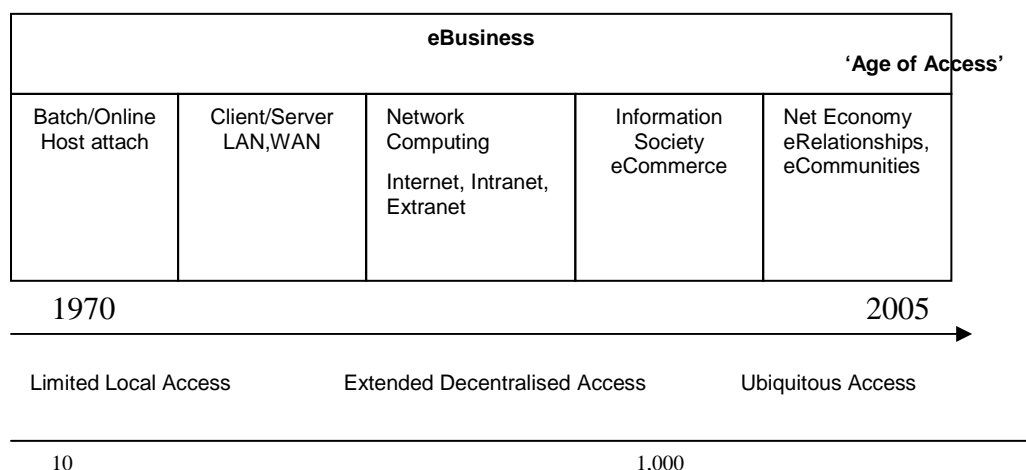 eBusiness
‘Age of Access’
Batch/Online
Host attach
Client/Server
LAN,WAN
Network
Computing
Internet, Intranet,
Extranet
Information
Society
eCommerce
Net Economy
eRelationships,
eCommunities
1970
2005
Limited Local Access
Extended Decentralised Access
Ubiquitous Access
10
1,000